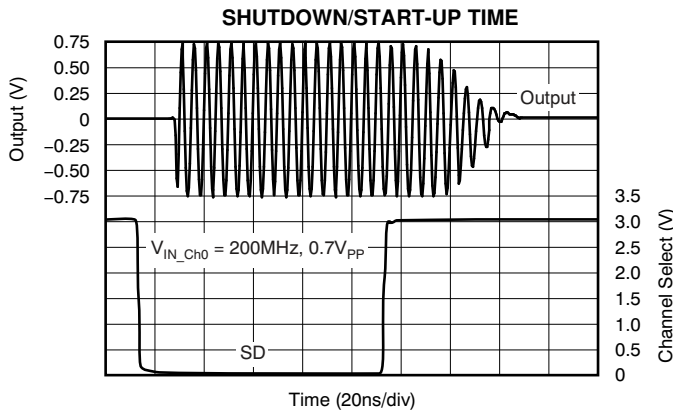 SHUTDOWN/START-UP TIME
Output (V)
0.75
0.50
0.25
0
−0.25
−0.50
−0.75
Output
3.5
3.0
2.5
2.0
1.5
1.0
0.5
0
Channel Select (V)
V_IN_Ch0 = 200MHz, 0.7V_PP
SD
Time (20ns/div)